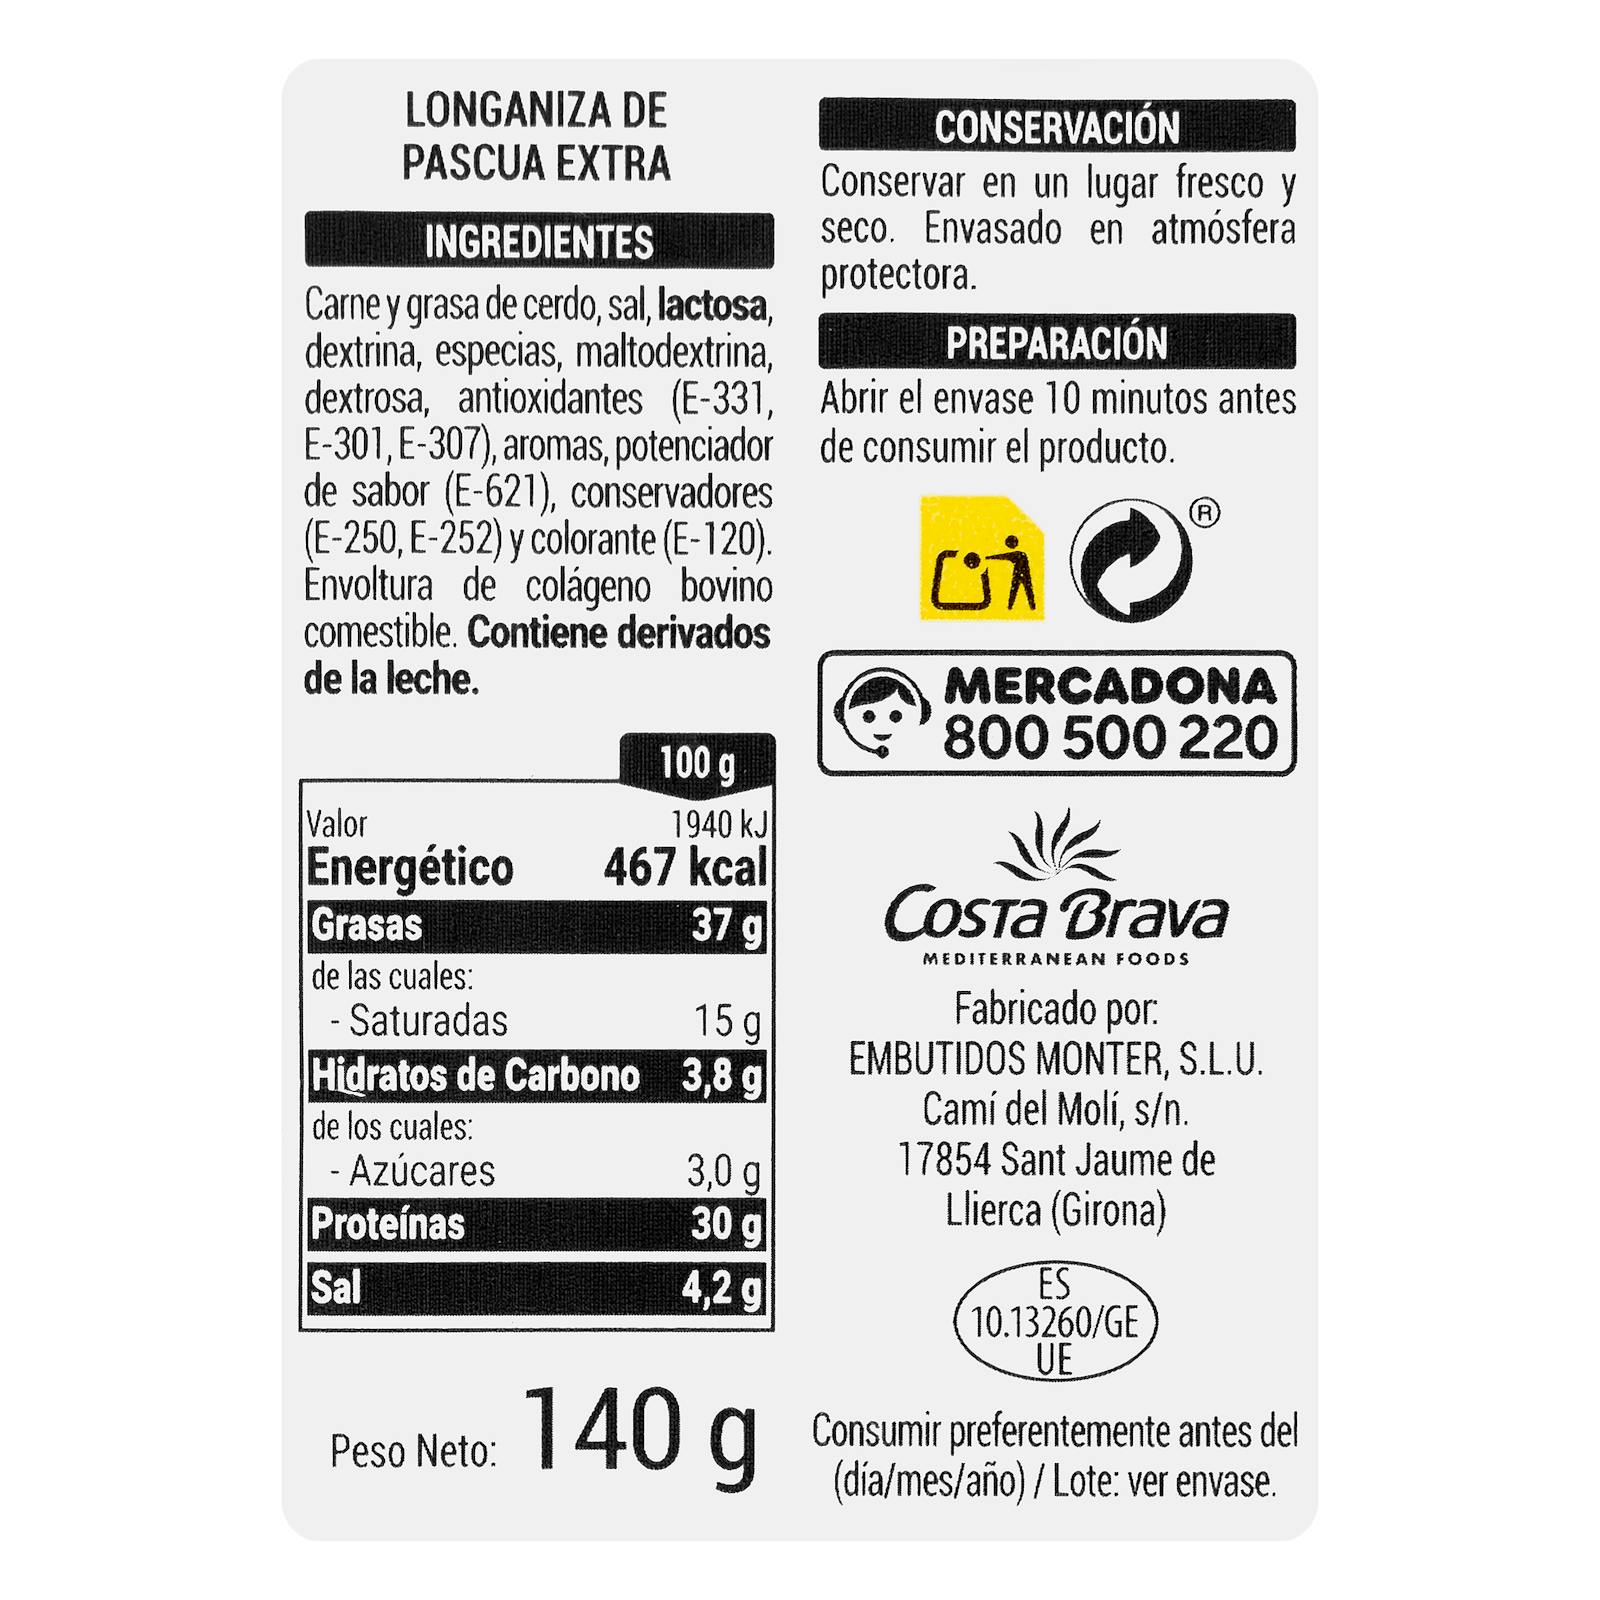 LONGANIZA DE
PASCUA EXTRA
INGREDIENTES
Carne y grasa de cerdo, sal, lactosa,
dextrina, especias, maltodextrina,
dextrosa, antioxidantes (E-331,
E-301, E-307), aromas, potenciador
de sabor (E-621), conservadores
(E-250, E-252) y colorante (E-120).
Envoltura de colágeno bovino
comestible. Contiene derivados
de la leche.
100 g
Valor 1940 kJ
Energético 467 kcal
Grasas 37 g
de las cuales:
- Saturadas 15 g
Hidratos de Carbono 3,8 g
de los cuales:
- Azúcares 3,0 g
Proteínas 30 g
Sal 4,2 g
Peso Neto: 140 g
CONSERVACIÓN
Conservar en un lugar fresco y
seco. Envasado en atmósfera
protectora.
PREPARACIÓN
Abrir el envase 10 minutos antes
de consumir el producto.
®
MERCADONA
800 500 220
Costa Brava
MEDITERRANEAN FOODS
Fabricado por:
EMBUTIDOS MONTER, S.L.U.
Camí del Molí, s/n.
17854 Sant Jaume de
Llierca (Girona)
ES
10.13260/GE
UE
Consumir preferentemente antes del
(día/mes/año) / Lote: ver envase.